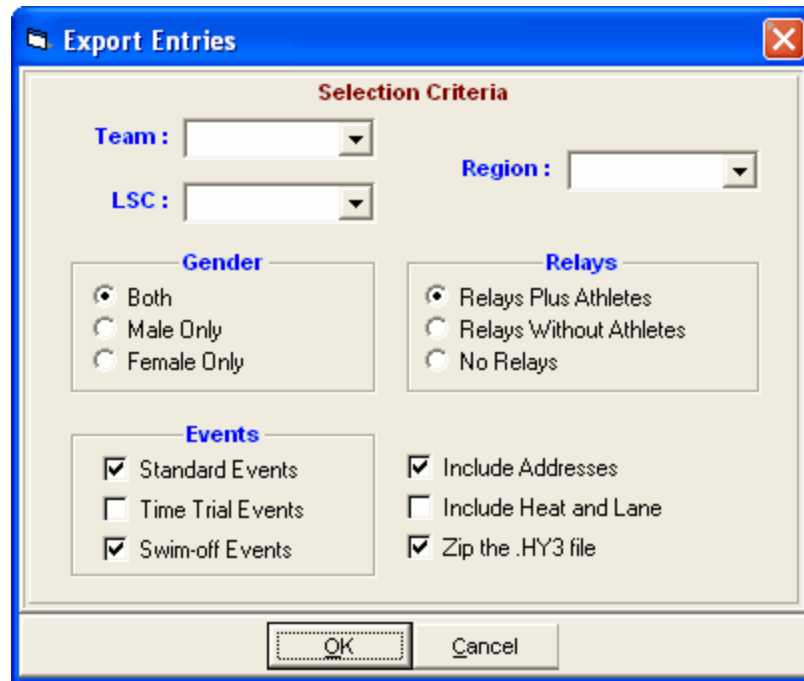 Export Entries
Selection Criteria
Team :
Region :
LSC :
Gender
Both
Male Only
Female Only
Relays
Relays Plus Athletes
Relays Without Athletes
No Relays
Events
Standard Events
Time Trial Events
Swim-off Events
Include Addresses
Include Heat and Lane
Zip the .HY3 file
OK
Cancel